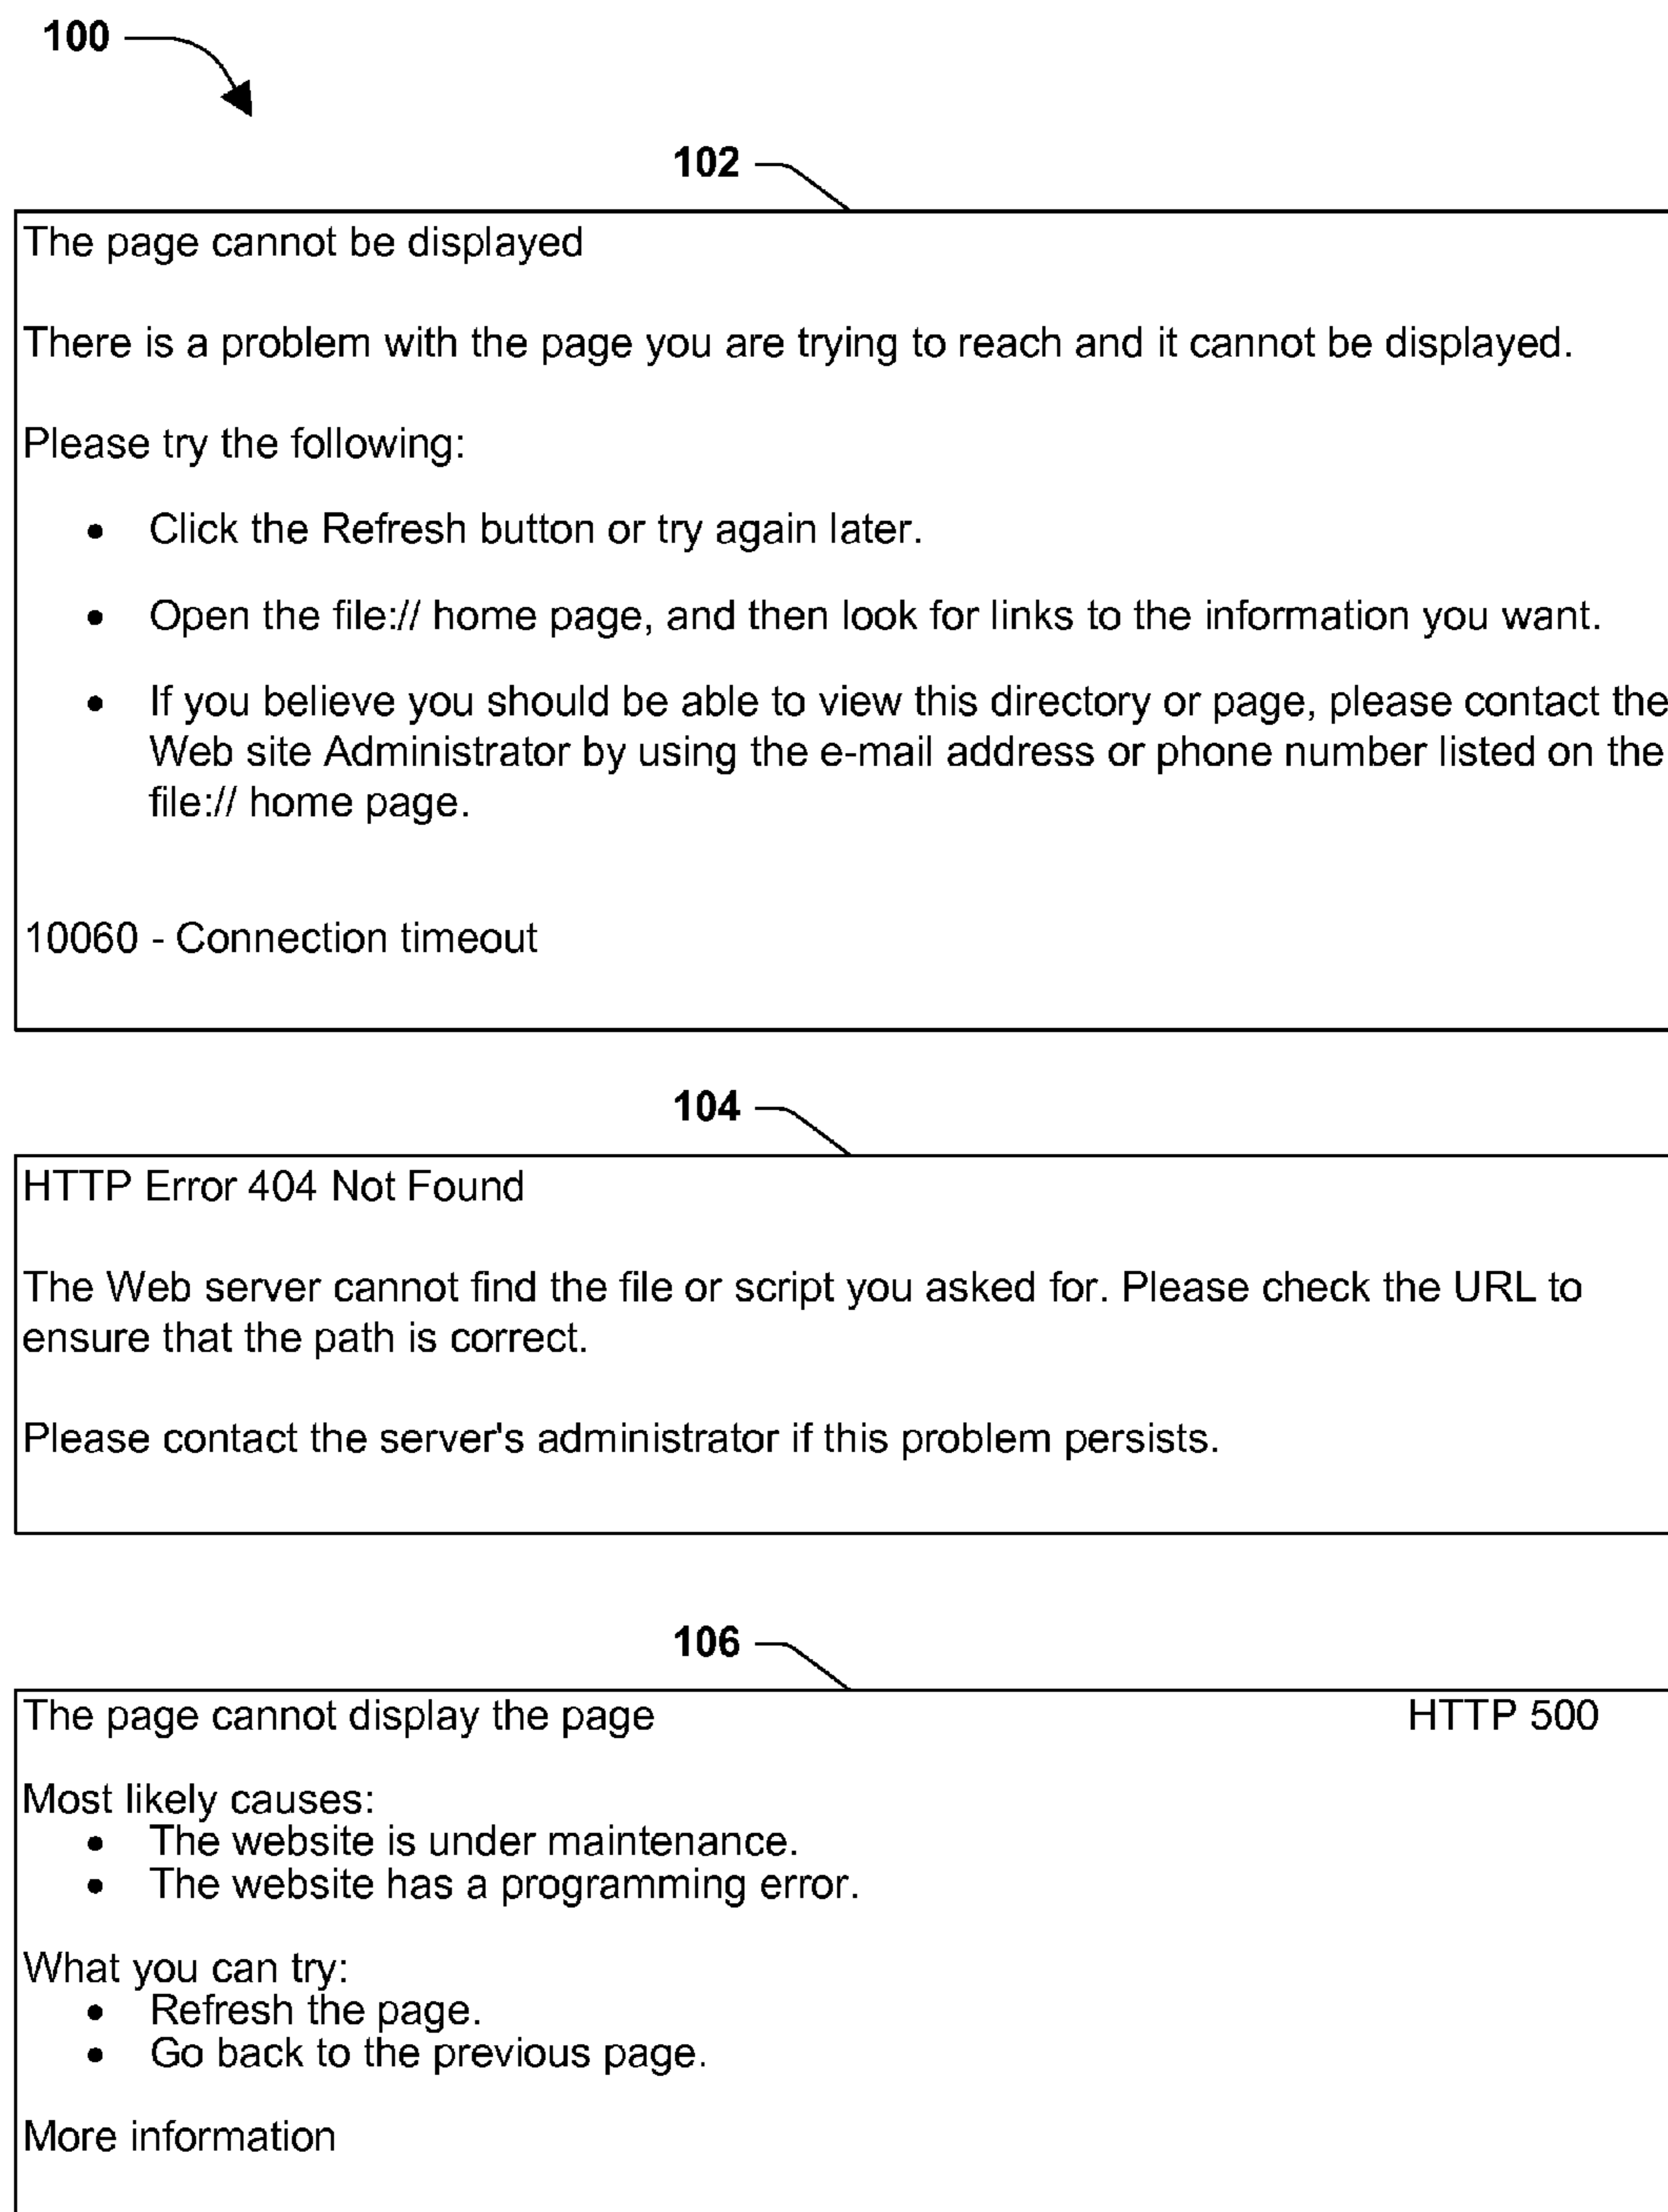 100
102
The page cannot be displayed
There is a problem with the page you are trying to reach and it cannot be displayed.
Please try the following:
• Click the Refresh button or try again later.
• Open the file:// home page, and then look for links to the information you want.
• If you believe you should be able to view this directory or page, please contact the
Web site Administrator by using the e-mail address or phone number listed on the
file:// home page.
10060 - Connection timeout
104
HTTP Error 404 Not Found
The Web server cannot find the file or script you asked for. Please check the URL to
ensure that the path is correct.
Please contact the server's administrator if this problem persists.
106
The page cannot display the page HTTP 500
Most likely causes:
• The website is under maintenance.
• The website has a programming error.
What you can try:
• Refresh the page.
• Go back to the previous page.
More information